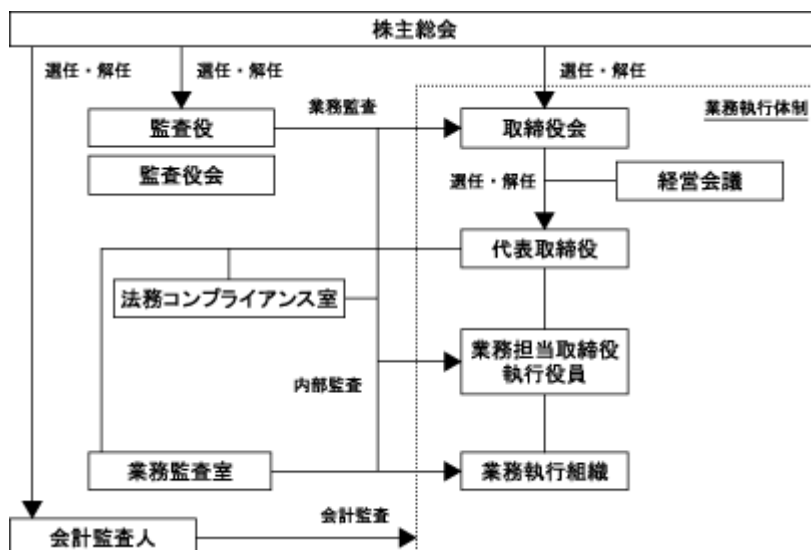 株主総会
選任・解任
選任・解任
選任・解任
業務監査
業務執行体制
監査役
取締役会
監査役会
選任・解任
経営会議
代表取締役
法務コンプライアンス室
業務担当取締役
執行役員
内部監査
業務監査室
業務執行組織
会計監査
会計監査人